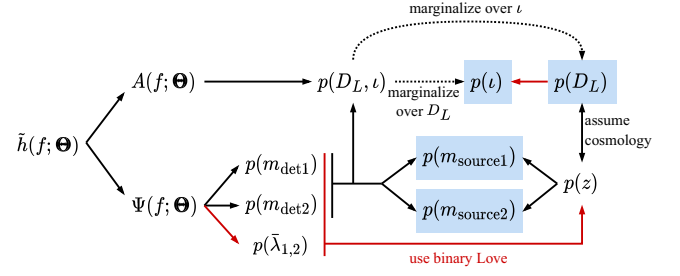 marginalize over ι
A(f; Θ)
p(D_L, ι)
marginalize
over D_L
p(ι)
p(D_L)
assume
cosmology
h̃(f; Θ)
p(m_det1)
p(m_source1)
p(z)
Ψ(f; Θ)
p(m_det2)
p(m_source2)
p(λ̄_1,2)
use binary Love